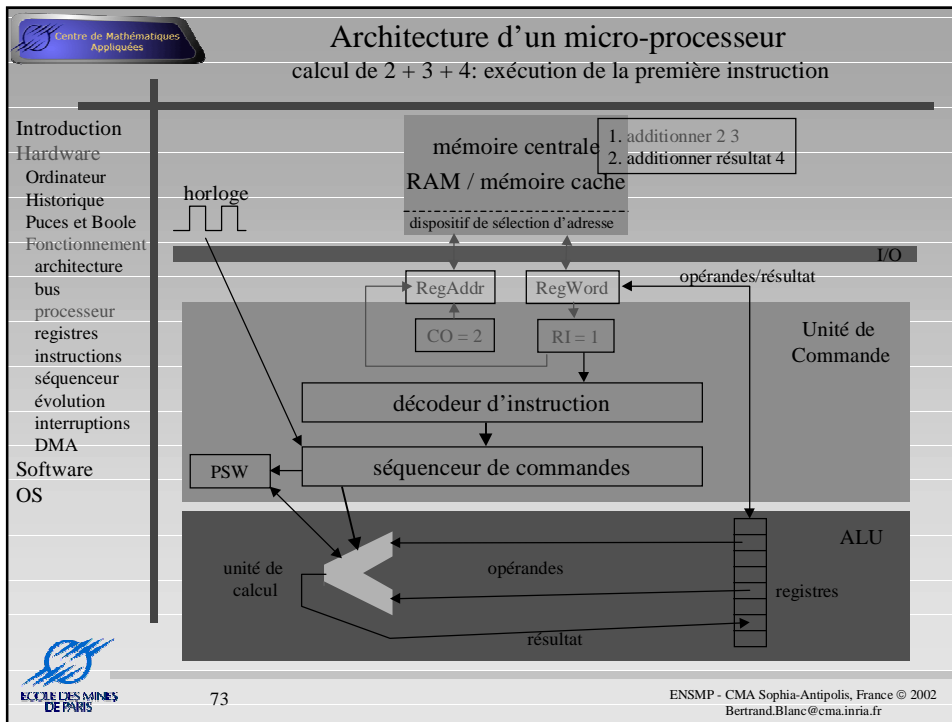 Centre de Mathématiques
Appliquées
Architecture d'un micro-processeur
calcul de 2 + 3 + 4: exécution de la première instruction
Introduction
Hardware
Ordinateur
Historique
Puces et Boole
Fonctionnement
architecture
bus
processeur
registres
instructions
séquenceur
évolution
interruptions
DMA
Software
OS
horloge
mémoire centrale
RAM / mémoire cache
dispositif de sélection d'adresse
1. additionner 2 3
2. additionner résultat 4
I/O
RegAddr
RegWord
opérandes/résultat
CO = 2
RI = 1
Unité de
Commande
décodeur d'instruction
séquenceur de commandes
PSW
ALU
unité de
calcul
opérandes
registres
résultat
ECOLE DES MINES
DE PARIS
73
ENSMP - CMA Sophia-Antipolis, France © 2002
Bertrand.Blanc@cma.inria.fr